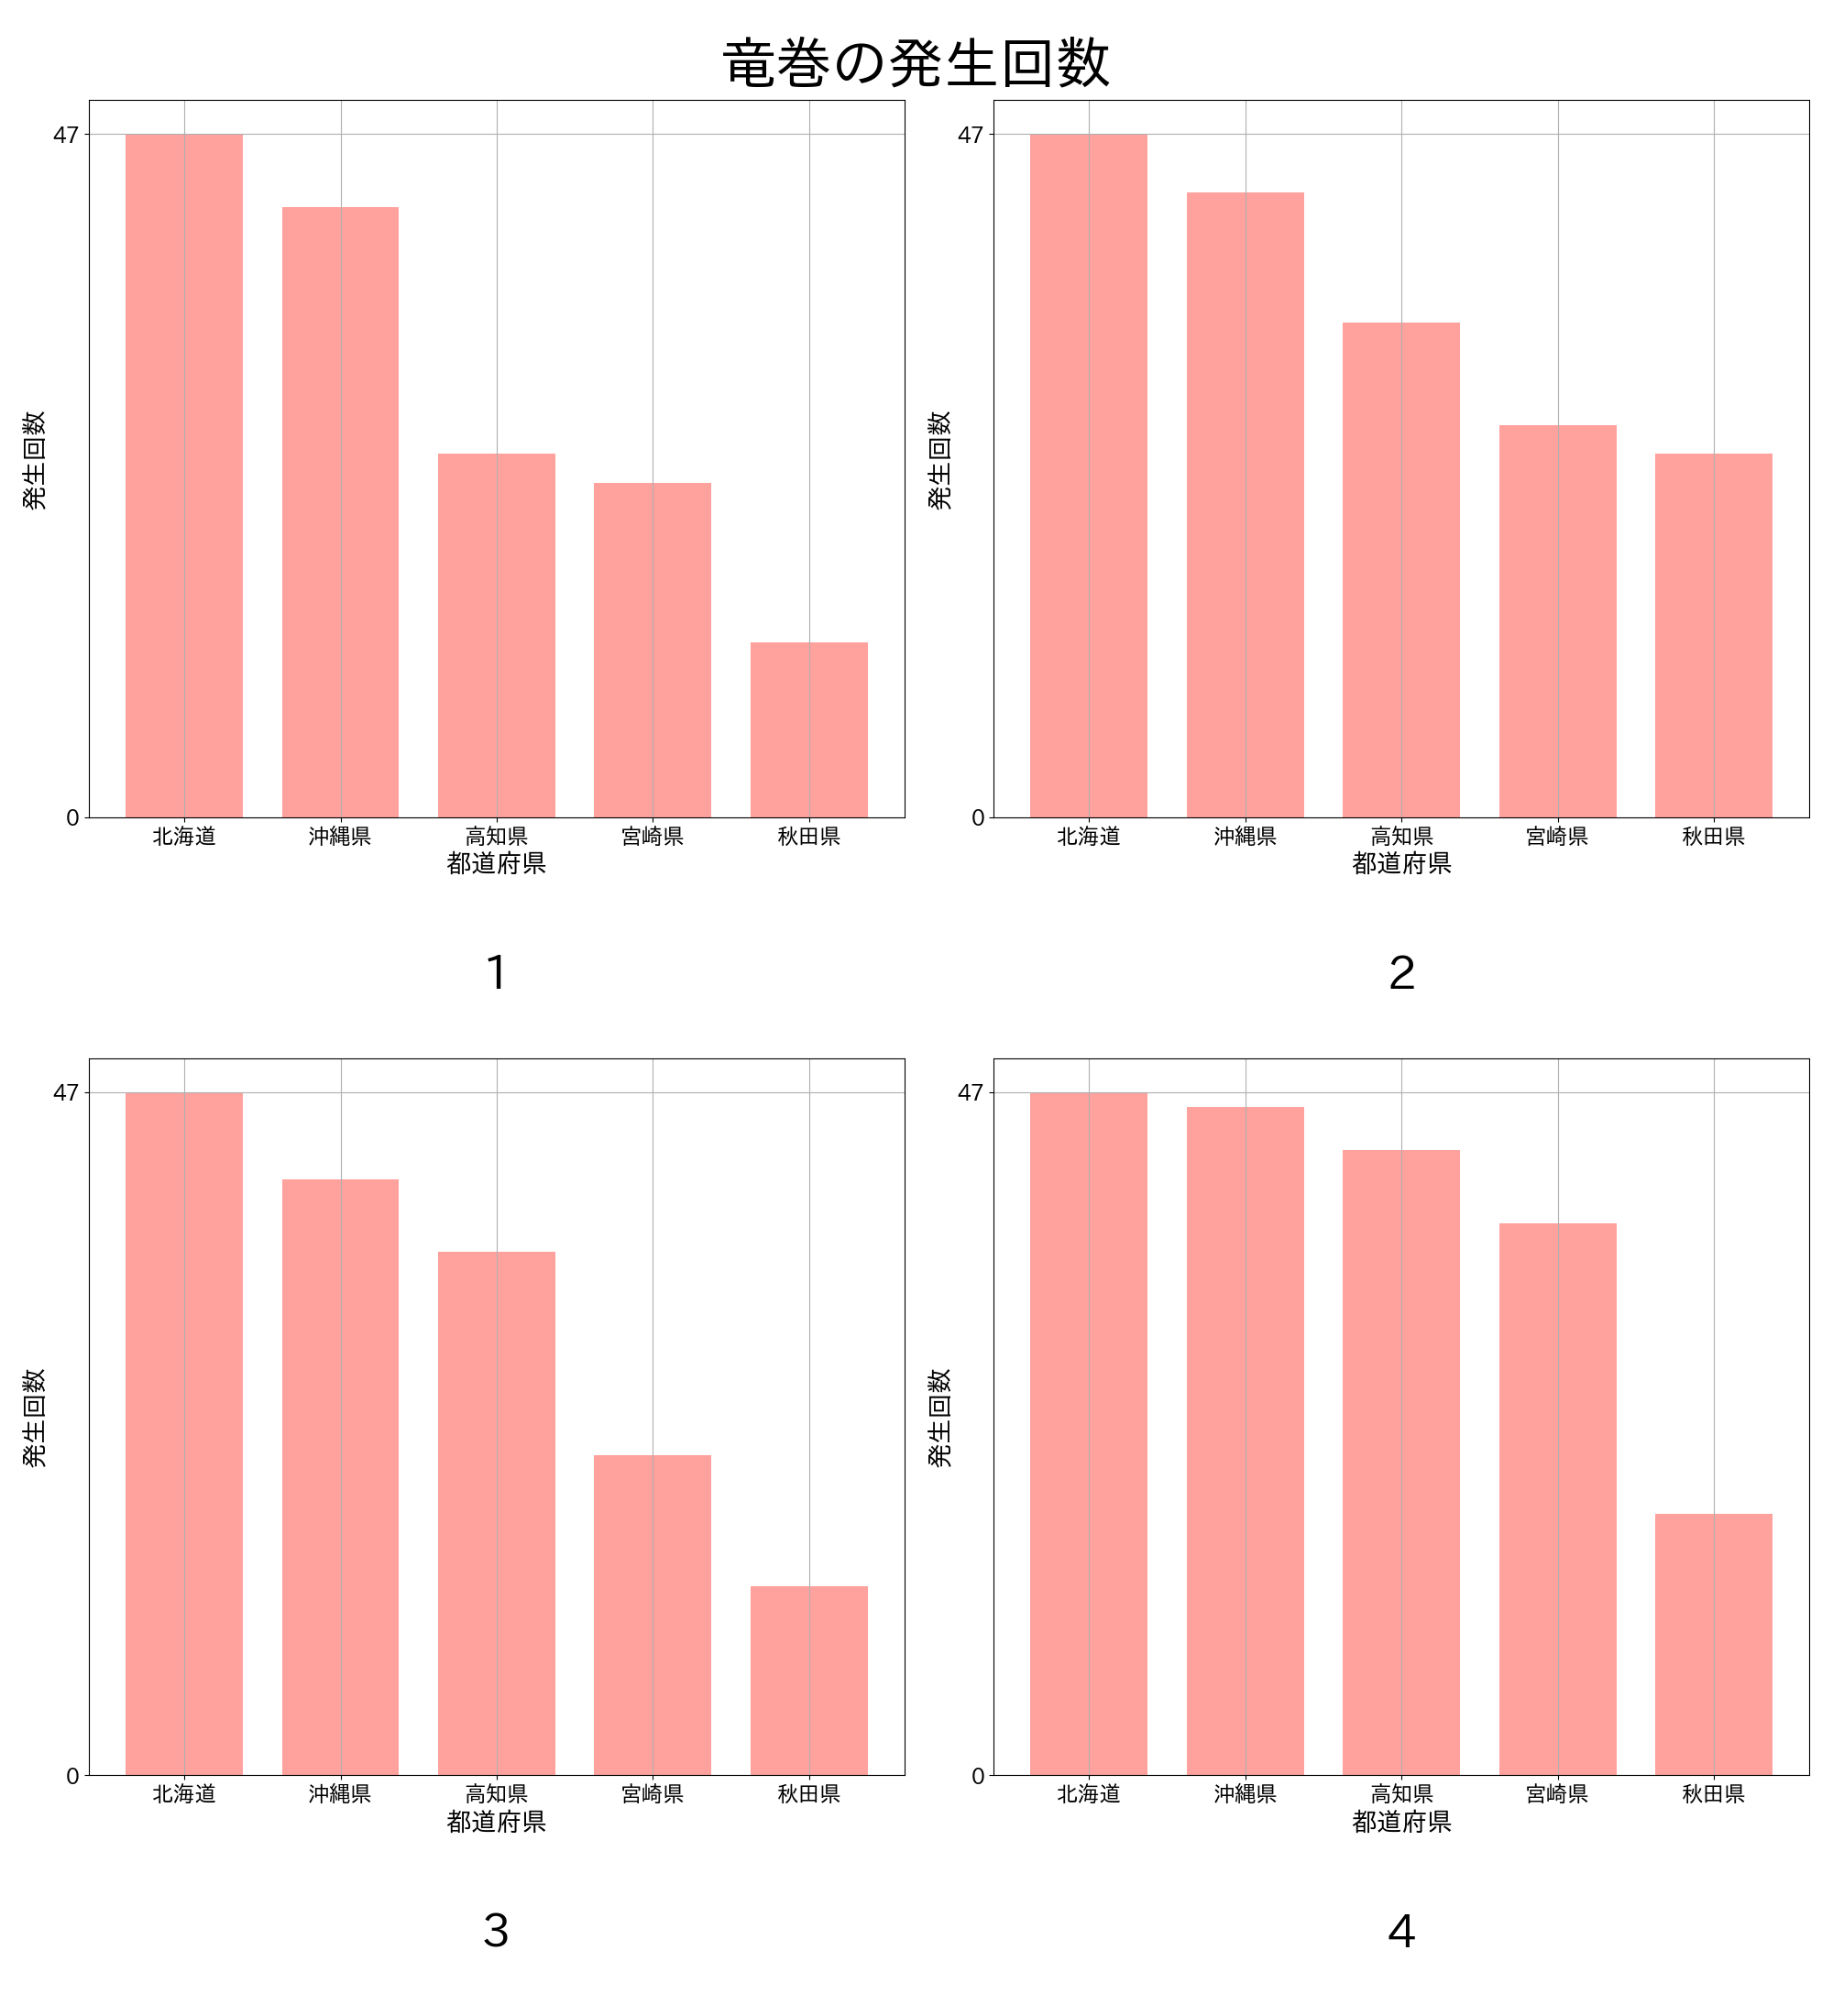 竜巻の発生回数
47
0
発生回数
北海道 沖縄県 高知県 宮崎県 秋田県
都道府県
1
47
0
発生回数
北海道 沖縄県 高知県 宮崎県 秋田県
都道府県
2
47
0
発生回数
北海道 沖縄県 高知県 宮崎県 秋田県
都道府県
3
47
0
発生回数
北海道 沖縄県 高知県 宮崎県 秋田県
都道府県
4